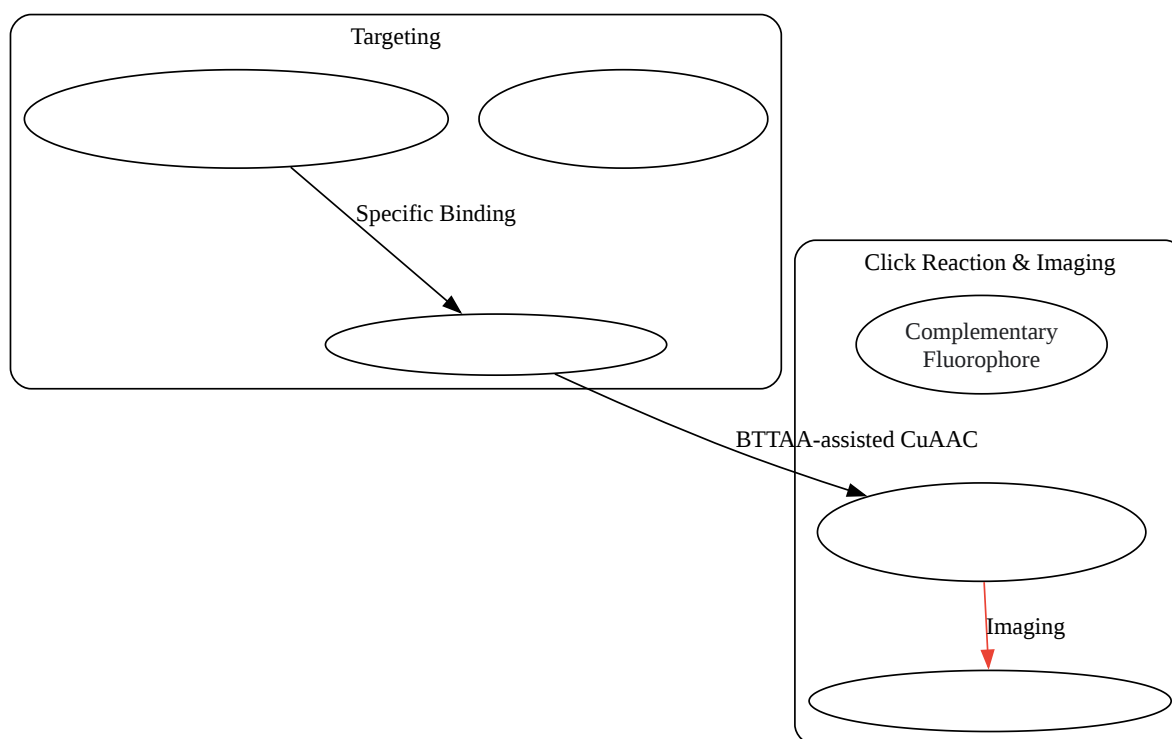 Targeting
Specific Binding
Click Reaction & Imaging
Complementary
Fluorophore
BTTAA-assisted CuAAC
Imaging